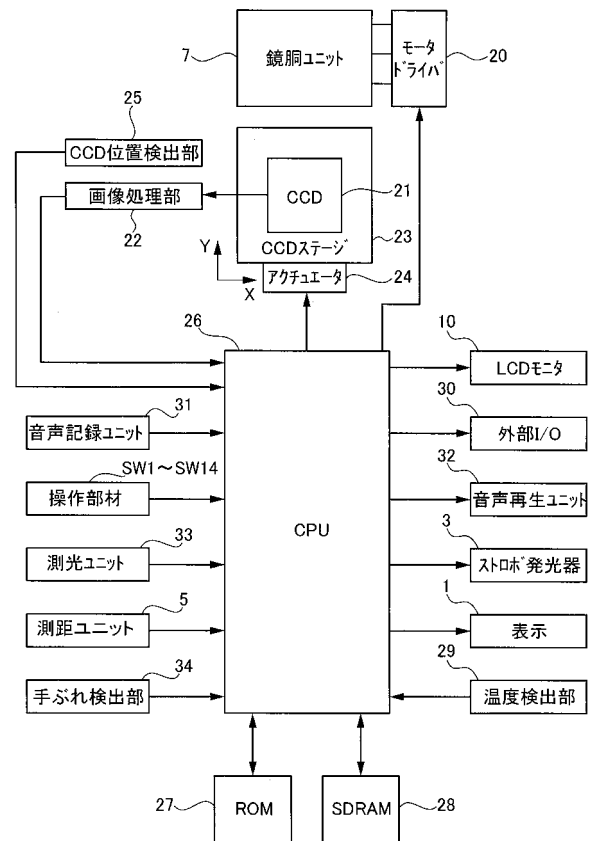 7
鏡胴ユニット
モータ
ドライバ
20
25
CCD位置検出部
画像処理部
22
CCD
21
CCDステージ
23
Y
X
アクチュエータ
24
26
CPU
10
LCDモニタ
31
音声記録ユニット
30
外部I/O
SW1～SW14
操作部材
32
音声再生ユニット
33
測光ユニット
3
ストロボ発光器
5
測距ユニット
1
表示
34
手ぶれ検出部
29
温度検出部
27
ROM
SDRAM
28